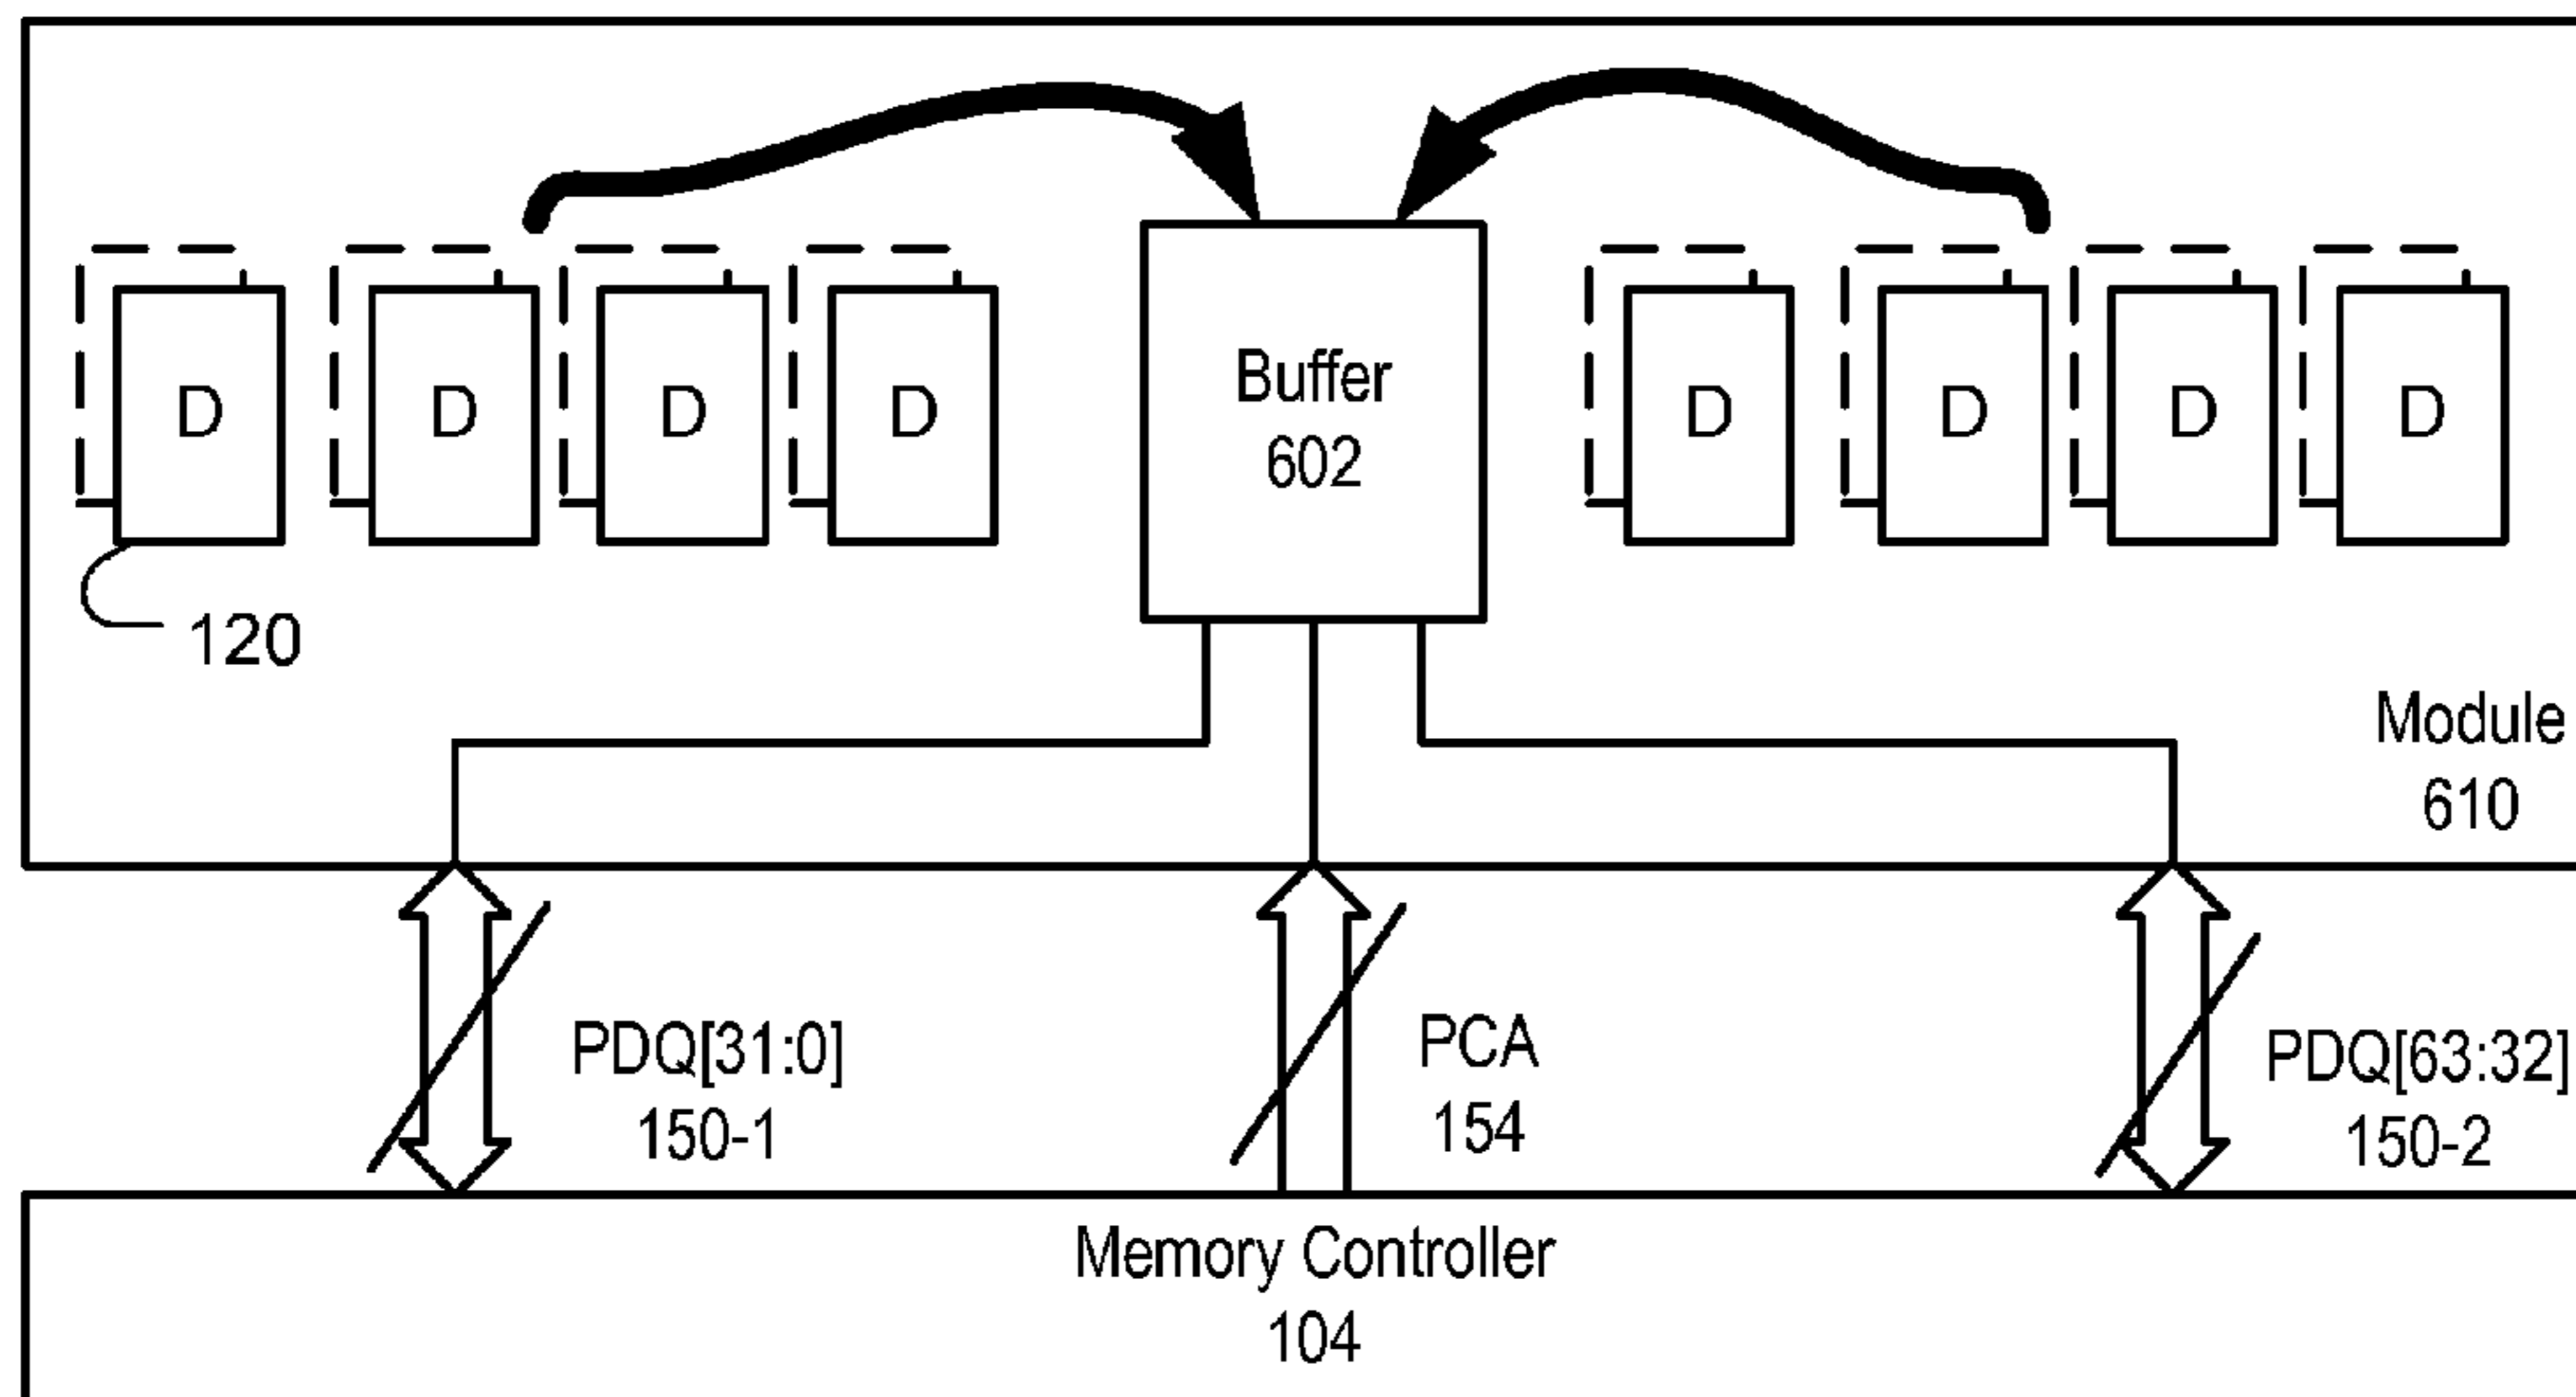 D D D D Buffer D D D D
602
120
Module
610
PDQ[31:0] PCA PDQ[63:32]
150-1 154 150-2
Memory Controller
104